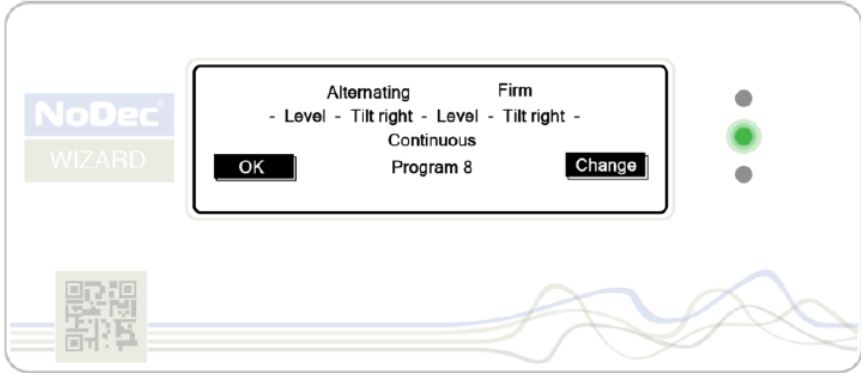 NoDec®
WIZARD
Alternating Firm
- Level - Tilt right - Level - Tilt right -
Continuous
OK Program 8 Change